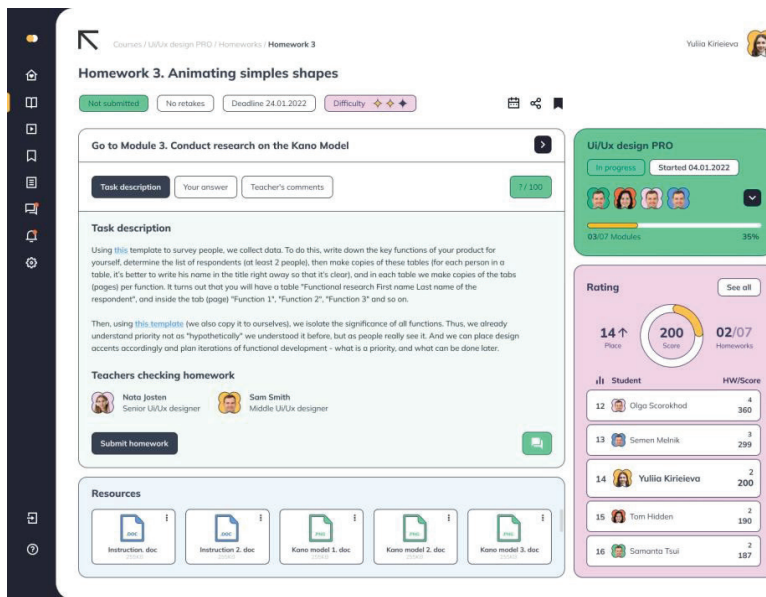 Courses / Ui/Ux design PRO / Homeworks / Homework 3
Yuliia Kirieieva
Homework 3. Animating simples shapes
Not submitted
No retakes
Deadline 24.01.2022
Difficulty
Go to Module 3. Conduct research on the Kano Model
Task description
Your answer
Teacher's comments
? / 100
Task description
Using this template to survey people, we collect data. To do this, write down the key functions of your product for
yourself, determine the list of respondents (at least 2 people), then make copies of these tables (for each person in a
table, it's better to write his name in the title right away so that it's clear), and in each table we make copies of the tabs
(pages) per function. It turns out that you will have a table "Functional research First name Last name of the
respondent", and inside the tab (page) "Function 1", "Function 2", "Function 3" and so on.
Then, using this template (we also copy it to ourselves), we isolate the significance of all functions. Thus, we already
understand priority not as "hypothetically" we understood it before, but as people really see it. And we can place design
accents accordingly and plan iterations of functional development - what is a priority, and what can be done later.
Teachers checking homework
Nata Josten
Senior Ui/Ux designer
Sam Smith
Middle Ui/Ux designer
Submit homework
Resources
DOC
Instruction. doc
DOC
Instruction 2. doc
PNG
Kano model 1. doc
PNG
Kano model 2. doc
PNG
Kano model 3. doc
Ui/Ux design PRO
In progress
Started 04.01.2022
03/07 Modules
35%
Rating
See all
14
Place
200
Score
02/07
Homeworks
Student
HW/Score
12 Olga Scorokhod 4
360
13 Semen Melnik 3
299
14 Yuliia Kirieieva 2
200
15 Tom Hidden 2
190
16 Samanta Tsui 2
187